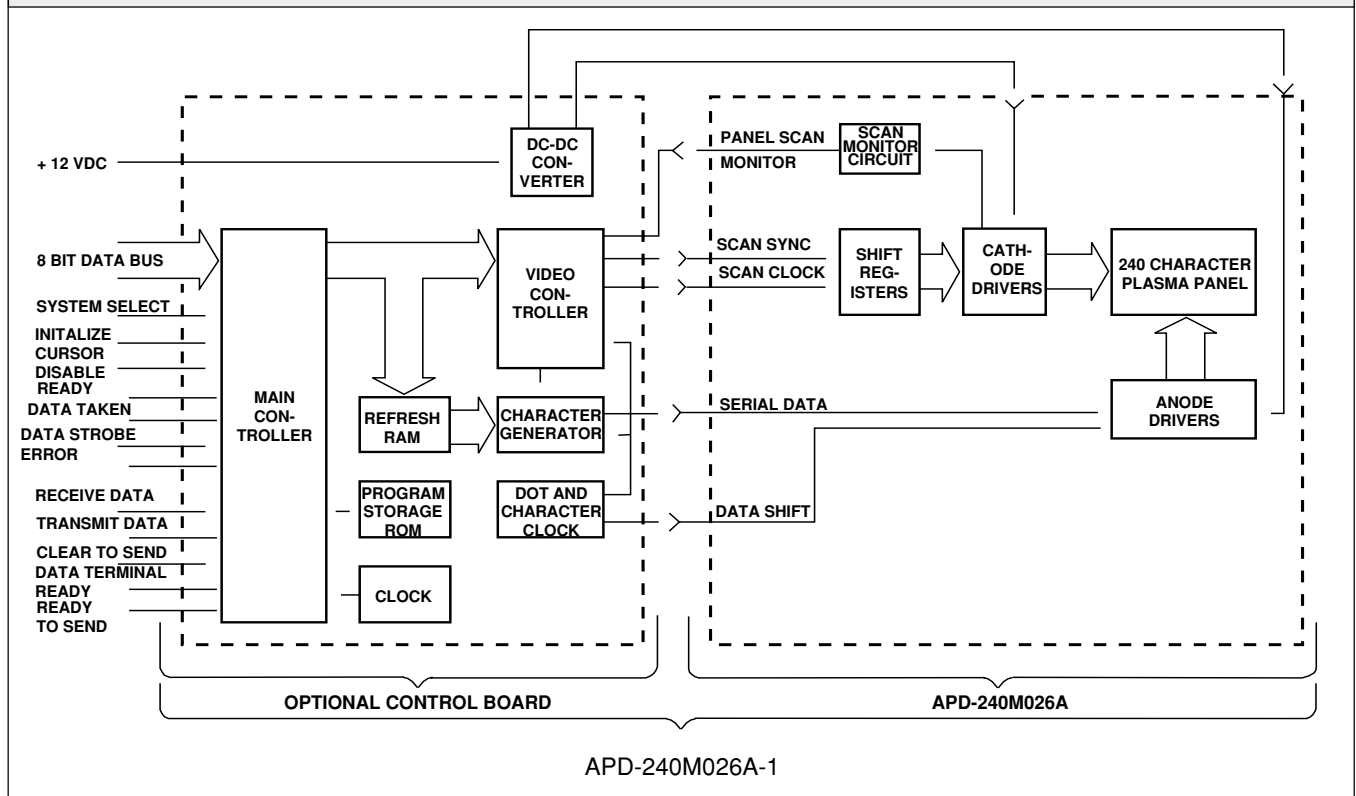 DC-DC
CON-
VERTER
+ 12 VDC
8 BIT DATA BUS
SYSTEM SELECT
INITALIZE
CURSOR
DISABLE
READY
DATA TAKEN
DATA STROBE
ERROR
RECEIVE DATA
TRANSMIT DATA
CLEAR TO SEND
DATA TERMINAL
READY
READY
TO SEND
MAIN
CON-
TROLLER
VIDEO
CON-
TROLLER
REFRESH
RAM
CHARACTER
GENERATOR
PROGRAM
STORAGE
ROM
DOT AND
CHARACTER
CLOCK
CLOCK
PANEL SCAN
MONITOR
SCAN
MONITOR
CIRCUIT
SCAN SYNC
SCAN CLOCK
SHIFT
REG-
ISTERS
CATH-
ODE
DRIVERS
240 CHARACTER
PLASMA PANEL
SERIAL DATA
ANODE
DRIVERS
DATA SHIFT
OPTIONAL CONTROL BOARD
APD-240M026A
APD-240M026A-1